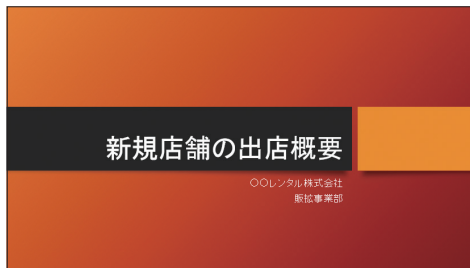 新規店舗の出店概要
○○レンタル株式会社
販拡事業部